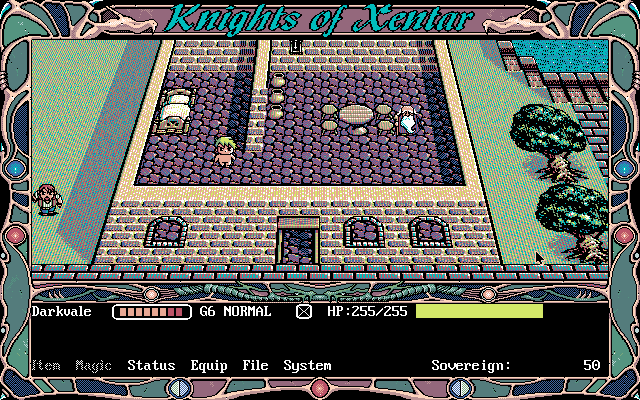 Knights of Xentar
Darkvale G6 NORMAL HP:255/255
Item Magic Status Equip File System Sovereign: 50